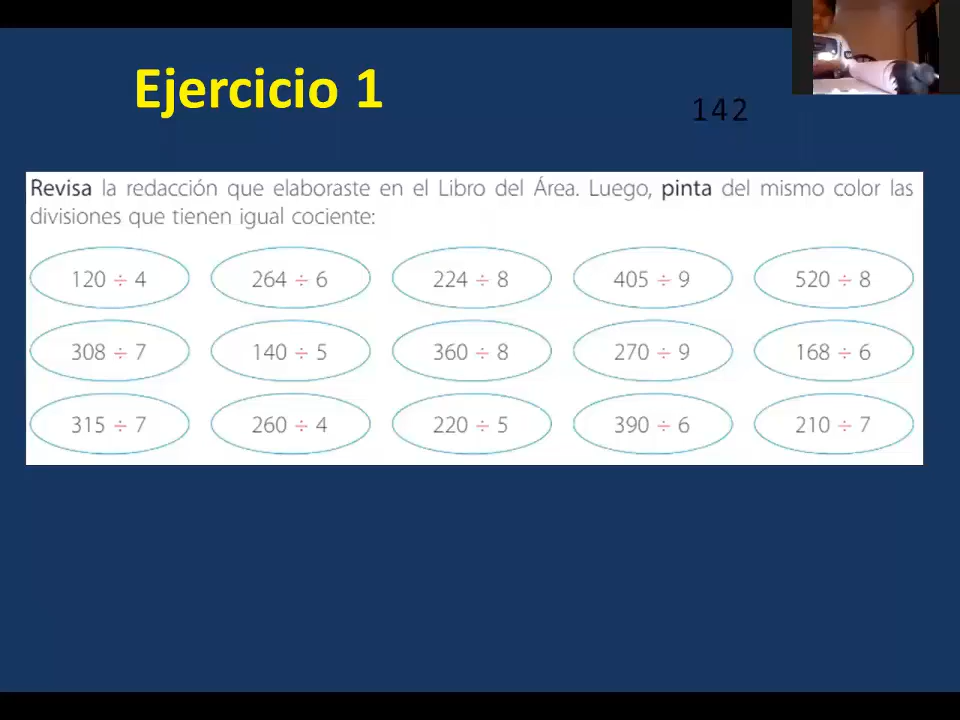 Ejercicio 1
142
Revisa la redacción que elaboraste en el Libro del Área. Luego, pinta del mismo color las
divisiones que tienen igual cociente:
120 ÷ 4 264 ÷ 6 224 ÷ 8 405 ÷ 9 520 ÷ 8
308 ÷ 7 140 ÷ 5 360 ÷ 8 270 ÷ 9 168 ÷ 6
315 ÷ 7 260 ÷ 4 220 ÷ 5 390 ÷ 6 210 ÷ 7